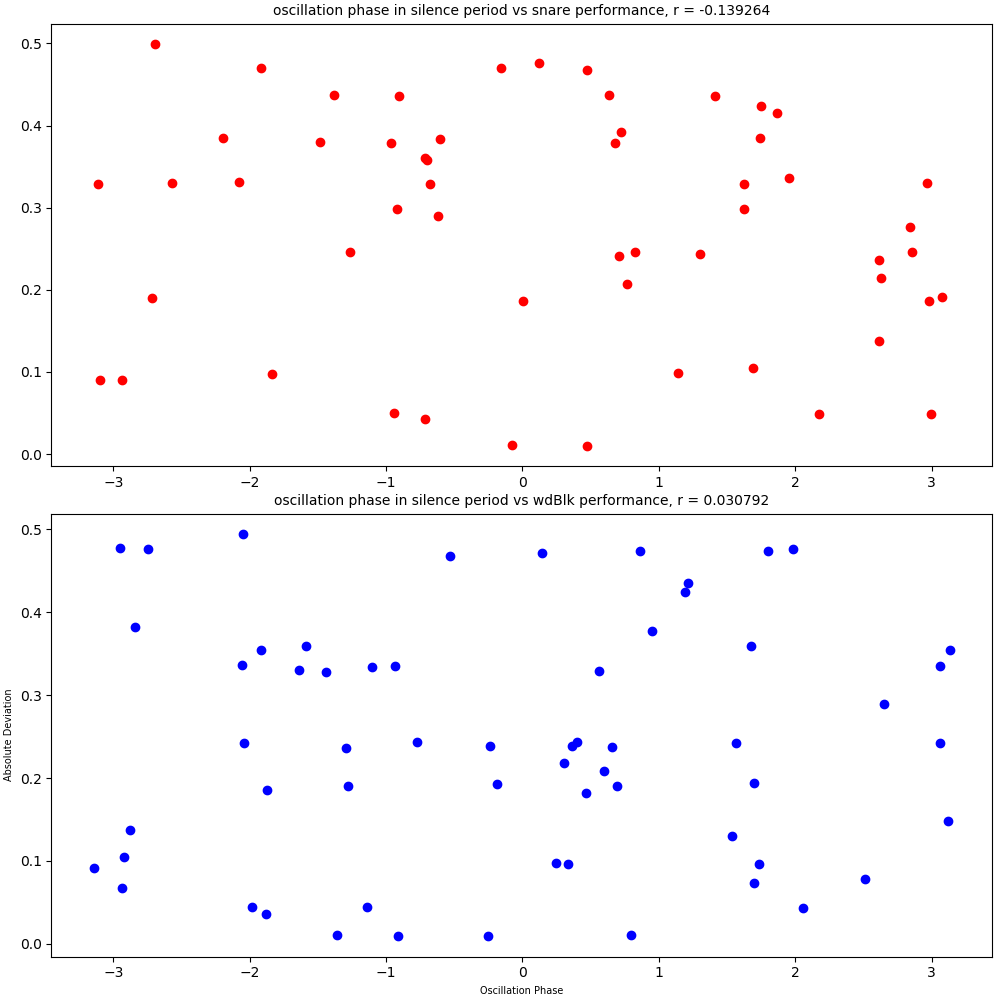 oscillation phase in silence period vs snare performance, r = -0.139264
0.5
0.4
0.3
0.2
0.1
0.0
−3 −2 −1 0 1 2 3
oscillation phase in silence period vs wdBlk performance, r = 0.030792
Absolute Deviation
0.5
0.4
0.3
0.2
0.1
0.0
−3 −2 −1 0 1 2 3
Oscillation Phase